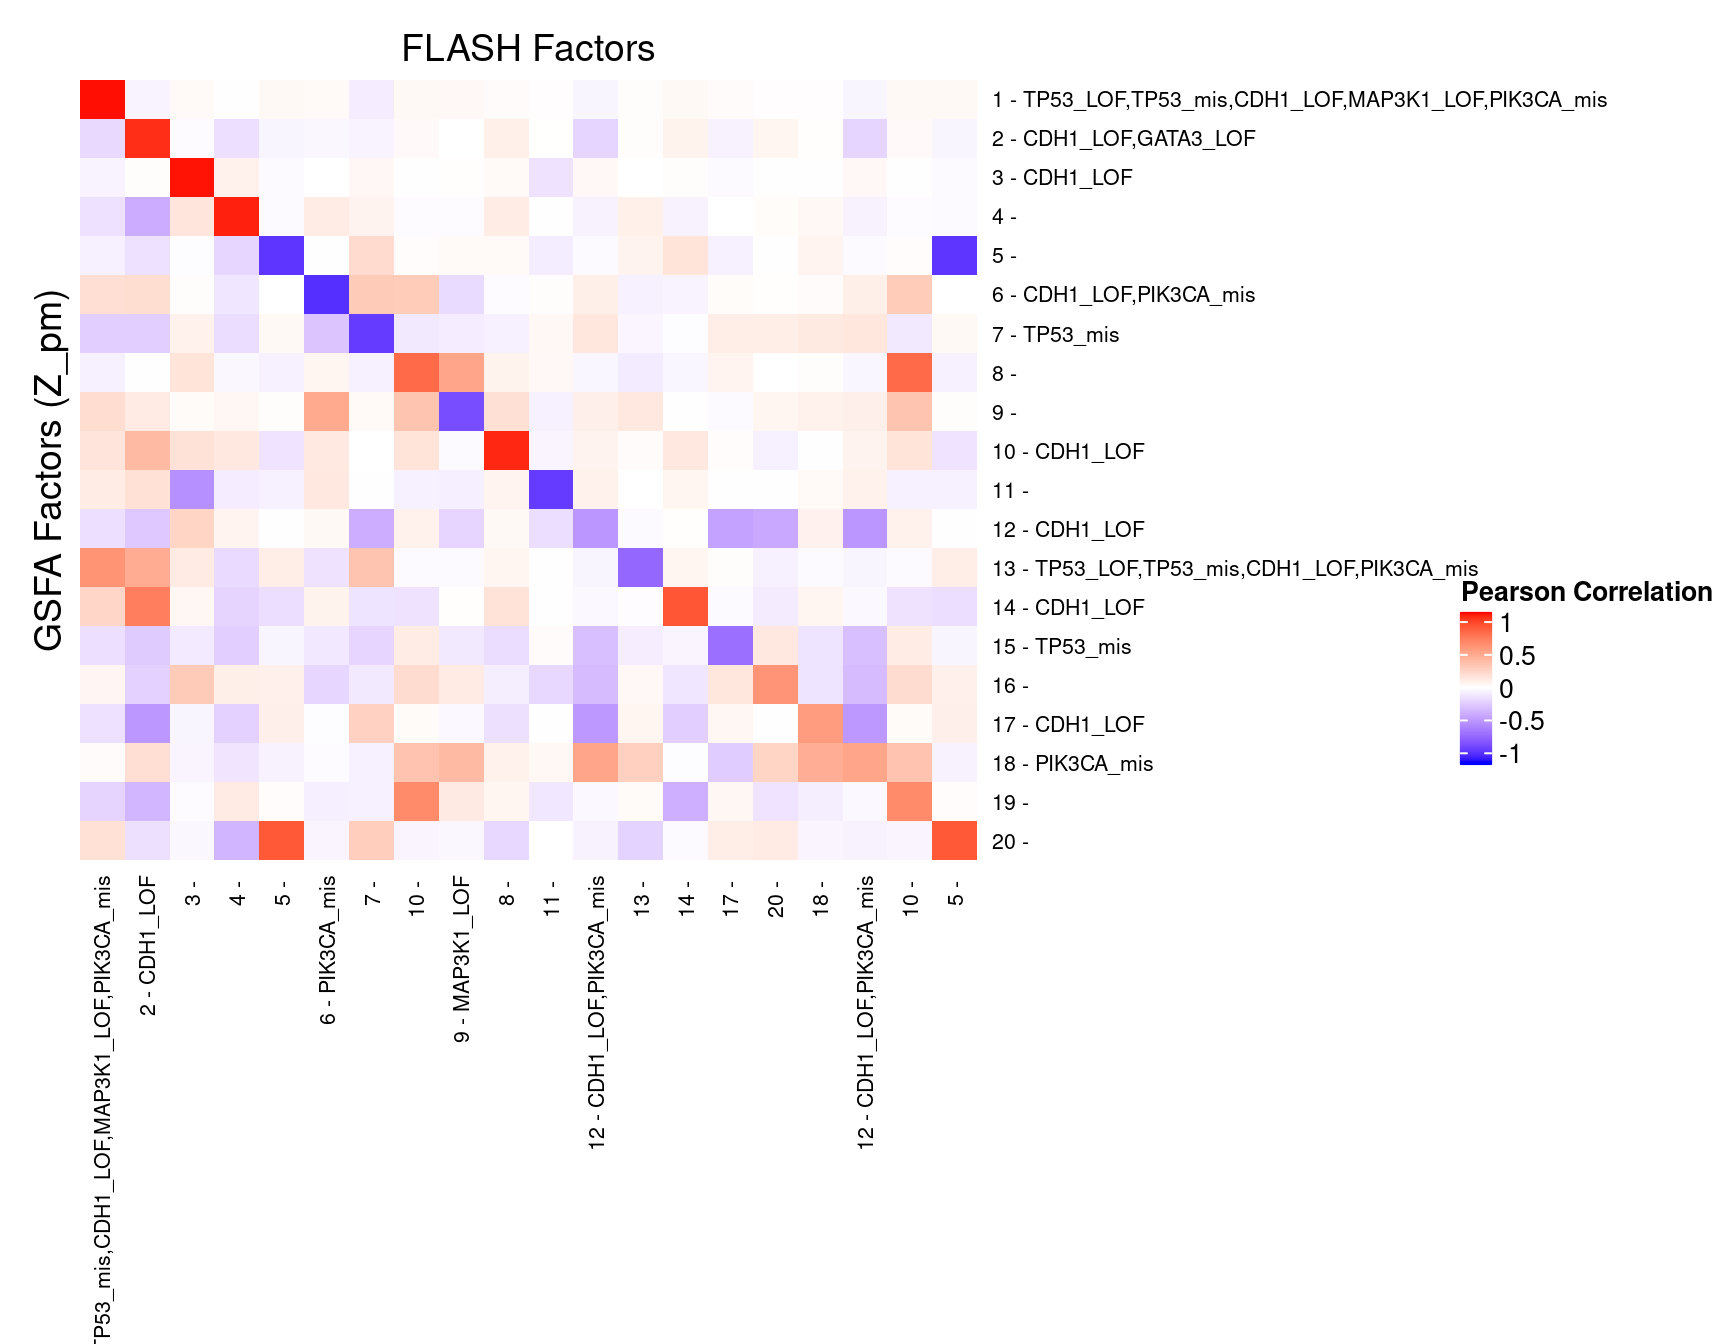 FLASH Factors
GSFA Factors (Z_pm)
1 - TP53_LOF,TP53_mis,CDH1_LOF,MAP3K1_LOF,PIK3CA_mis
2 - CDH1_LOF,GATA3_LOF
3 - CDH1_LOF
4 -
5 -
6 - CDH1_LOF,PIK3CA_mis
7 - TP53_mis
8 -
9 -
10 - CDH1_LOF
11 -
12 - CDH1_LOF
13 - TP53_LOF,TP53_mis,CDH1_LOF,PIK3CA_mis
14 - CDH1_LOF
15 - TP53_mis
16 -
17 - CDH1_LOF
18 - PIK3CA_mis
19 -
20 -
Pearson Correlation
1
0.5
0
-0.5
-1
TP53_mis,CDH1_LOF,MAP3K1_LOF,PIK3CA_mis
2 - CDH1_LOF
3 -
4 -
5 -
6 - PIK3CA_mis
7 -
10 -
9 - MAP3K1_LOF
8 -
11 -
12 - CDH1_LOF,PIK3CA_mis
13 -
14 -
17 -
20 -
18 -
12 - CDH1_LOF,PIK3CA_mis
10 -
5 -